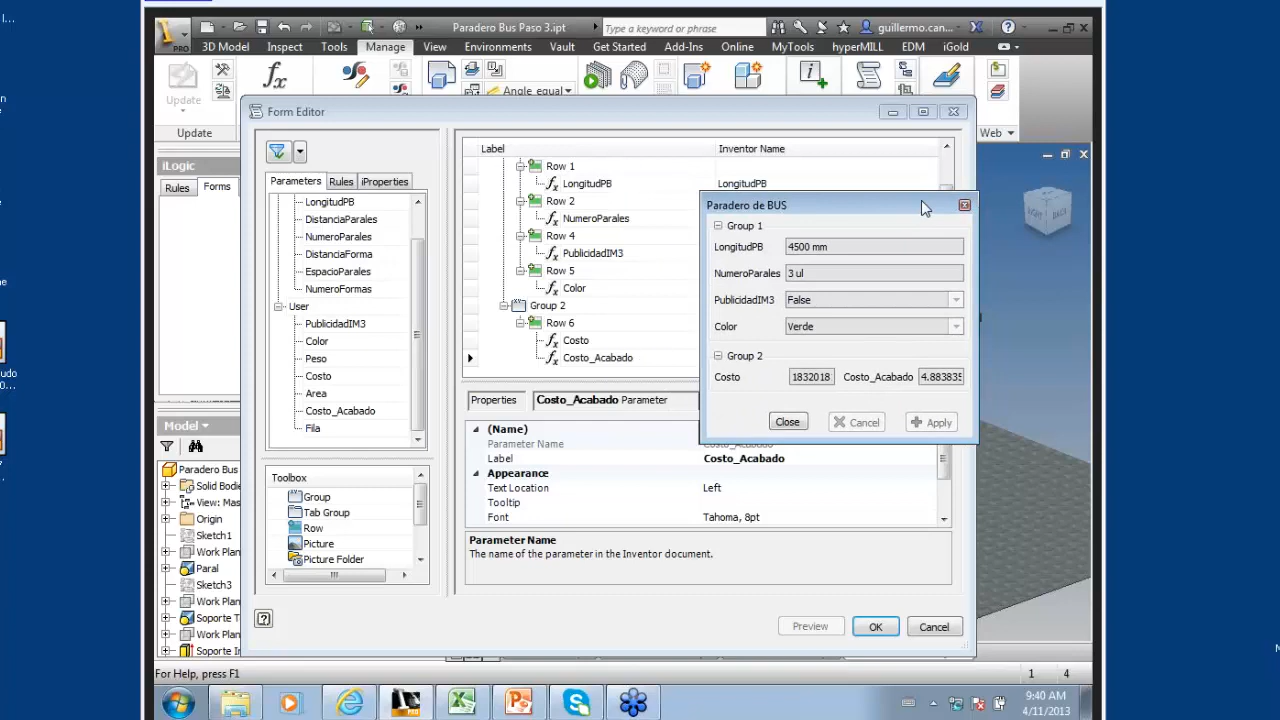 PRO
Paradero Bus Paso 3.ipt
Type a keyword or phrase
guillermo.can...
3D Model Inspect Tools Manage View Environments Vault Get Started Add-Ins Online MyTools hyperMILL EDM iGold
Update
Angle_equal
Update
Web
Form Editor
iLogic
Rules Forms
Parameters Rules iProperties
LongitudPB
DistanciaParales
NumeroParales
DistanciaForma
EspacioParales
NumeroFormas
User
PublicidadIM3
Color
Peso
Costo
Area
Costo_Acabado
Fila
Toolbox
Group
Tab Group
Row
Picture
Picture Folder
Label Inventor Name
Row 1
LongitudPB LongitudPB
Row 2
NumeroParales
Row 4
PublicidadIM3
Row 5
Color
Group 2
Row 6
Costo
Costo_Acabado
Properties Costo_Acabado Parameter
(Name)
Parameter Name Costo_Acabado
Label Costo_Acabado
Appearance
Text Location Left
Tooltip
Font Tahoma, 8pt
Parameter Name
The name of the parameter in the Inventor document.
Preview OK Cancel
Paradero de BUS
Group 1
LongitudPB 4500 mm
NumeroParales 3 ul
PublicidadIM3 False
Color Verde
Group 2
Costo 1832018 Costo_Acabado 4.883835
Close Cancel Apply
Model
Paradero Bus
Solid Bodie
View: Mas
Origin
Sketch1
Work Plan
Paral
Sketch3
Work Plan
Soporte T
Work Plan
Soporte In
For Help, press F1
1 4
9:40 AM
4/11/2013